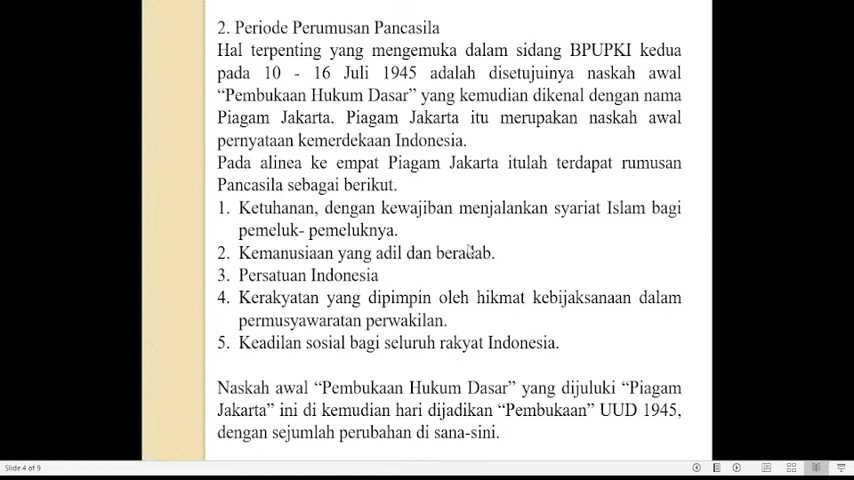 2. Periode Perumusan Pancasila
Hal terpenting yang mengemuka dalam sidang BPUPKI kedua
pada 10 - 16 Juli 1945 adalah disetujuinya naskah awal
“Pembukaan Hukum Dasar” yang kemudian dikenal dengan nama
Piagam Jakarta. Piagam Jakarta itu merupakan naskah awal
pernyataan kemerdekaan Indonesia.
Pada alinea ke empat Piagam Jakarta itulah terdapat rumusan
Pancasila sebagai berikut.
1. Ketuhanan, dengan kewajiban menjalankan syariat Islam bagi
pemeluk- pemeluknya.
2. Kemanusiaan yang adil dan beradab.
3. Persatuan Indonesia
4. Kerakyatan yang dipimpin oleh hikmat kebijaksanaan dalam
permusyawaratan perwakilan.
5. Keadilan sosial bagi seluruh rakyat Indonesia.
Naskah awal “Pembukaan Hukum Dasar” yang dijuluki “Piagam
Jakarta” ini di kemudian hari dijadikan “Pembukaan” UUD 1945,
dengan sejumlah perubahan di sana-sini.
Slide 4 of 9